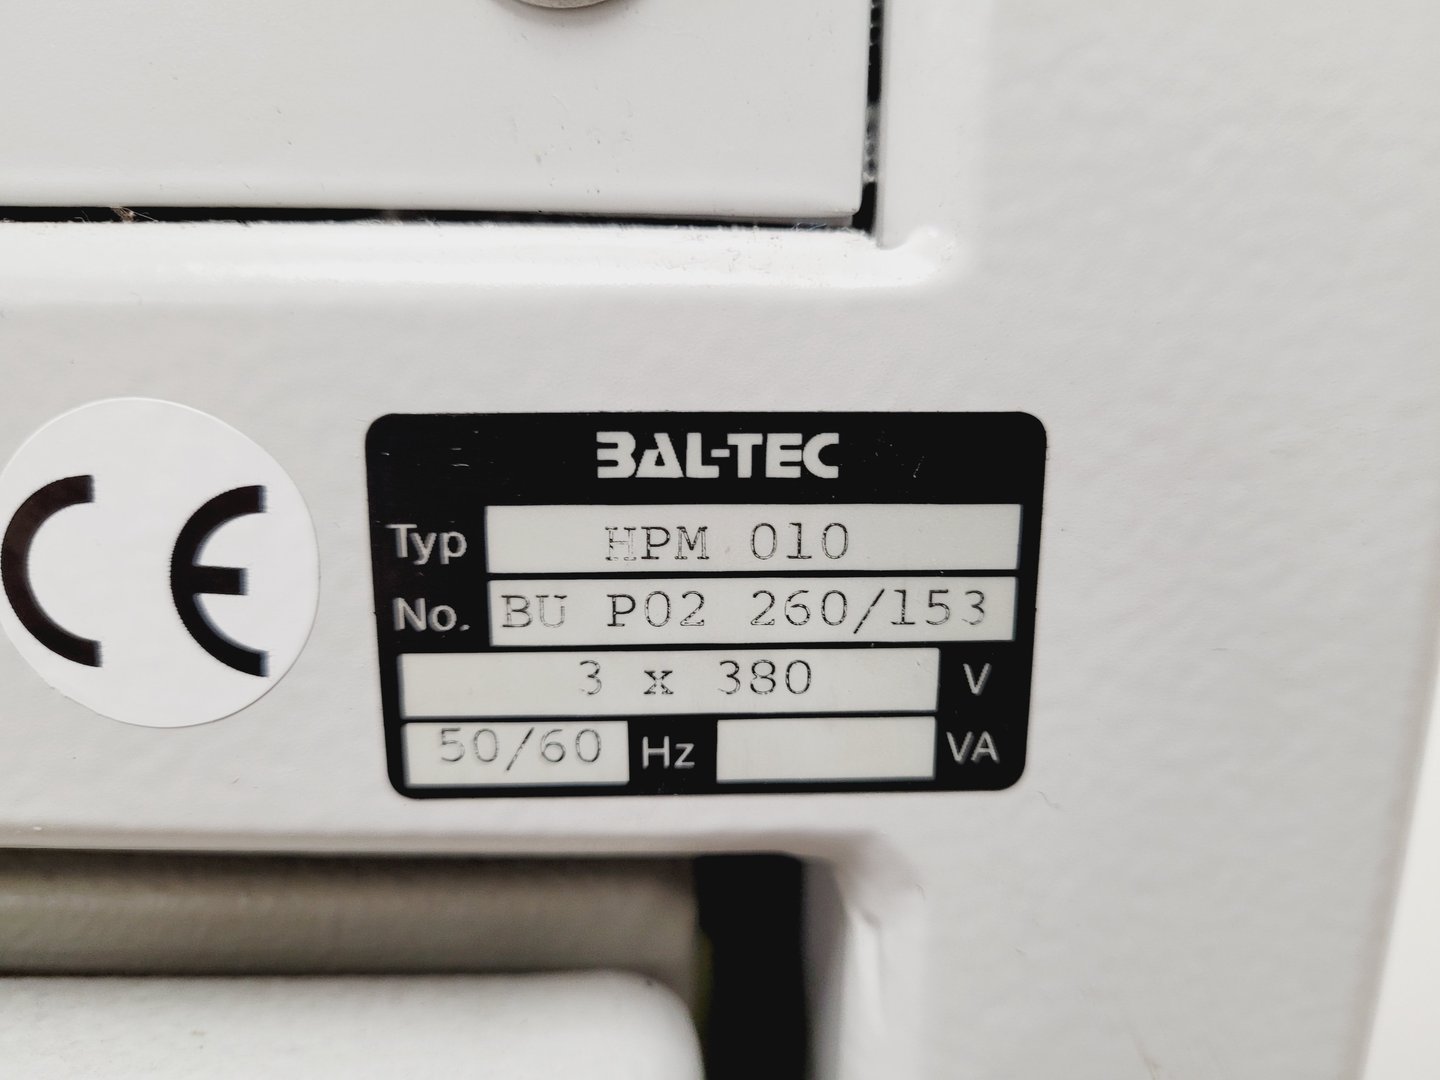 CE
BAL-TEC
Typ HPM 010
No. BU P02 260/153
3 x 380 V
50/60 Hz VA